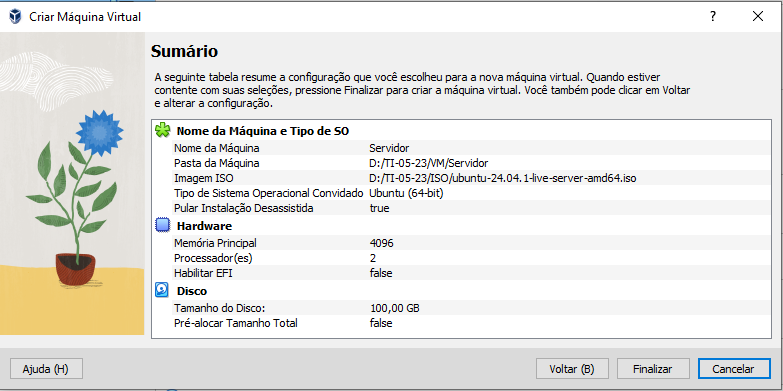 Criar Máquina Virtual
?
Sumário
A seguinte tabela resume a configuração que você escolheu para a nova máquina virtual. Quando estiver
contente com suas seleções, pressione Finalizar para criar a máquina virtual. Você também pode clicar em Voltar
e alterar a configuração.
Nome da Máquina e Tipo de SO
Nome da Máquina Servidor
Pasta da Máquina D:/TI-05-23/VM/Servidor
Imagem ISO D:/TI-05-23/ISO/ubuntu-24.04.1-live-server-amd64.iso
Tipo de Sistema Operacional Convidado Ubuntu (64-bit)
Pular Instalação Desassistida true
Hardware
Memória Principal 4096
Processador(es) 2
Habilitar EFI false
Disco
Tamanho do Disco: 100,00 GB
Pré-alocar Tamanho Total false
Ajuda (H) Voltar (B) Finalizar Cancelar